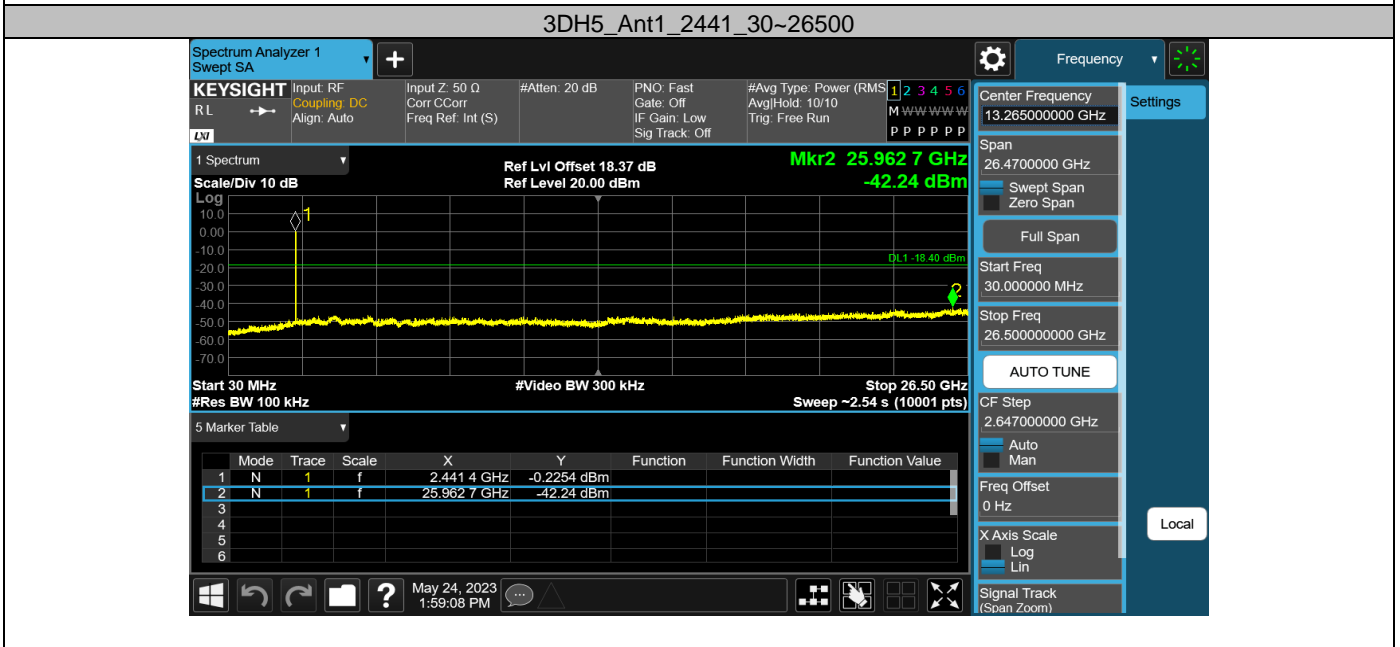 3DH5_Ant1_2441_30~26500
Spectrum Analyzer 1
Swept SA
+
Frequency
KEYSIGHT
RL
LXI
Input: RF
Coupling: DC
Align: Auto
Input Z: 50 Ω
Corr CCorr
Freq Ref: Int (S)
#Atten: 20 dB
PNO: Fast
Gate: Off
IF Gain: Low
Sig Track: Off
#Avg Type: Power (RMS
Avg|Hold: 10/10
Trig: Free Run
1 2 3 4 5 6
M W W W W W
P P P P P P
1 Spectrum
Scale/Div 10 dB
Ref Lvl Offset 18.37 dB
Ref Level 20.00 dBm
Mkr2 25.962 7 GHz
-42.24 dBm
Log
10.0
0.00
-10.0
-20.0
-30.0
-40.0
-50.0
-60.0
-70.0
1
DL1 -18.40 dBm
2
Start 30 MHz
#Res BW 100 kHz
#Video BW 300 kHz
Stop 26.50 GHz
Sweep ~2.54 s (10001 pts)
5 Marker Table
Mode Trace Scale X Y Function Function Width Function Value
1 N 1 f 2.441 4 GHz -0.2254 dBm
2 N 1 f 25.962 7 GHz -42.24 dBm
3
4
5
6
?
May 24, 2023
1:59:08 PM
Center Frequency
13.265000000 GHz
Settings
Span
26.4700000 GHz
Swept Span
Zero Span
Full Span
Start Freq
30.000000 MHz
Stop Freq
26.500000000 GHz
AUTO TUNE
CF Step
2.647000000 GHz
Auto
Man
Freq Offset
0 Hz
X Axis Scale
Log
Lin
Local
Signal Track
(Span Zoom)